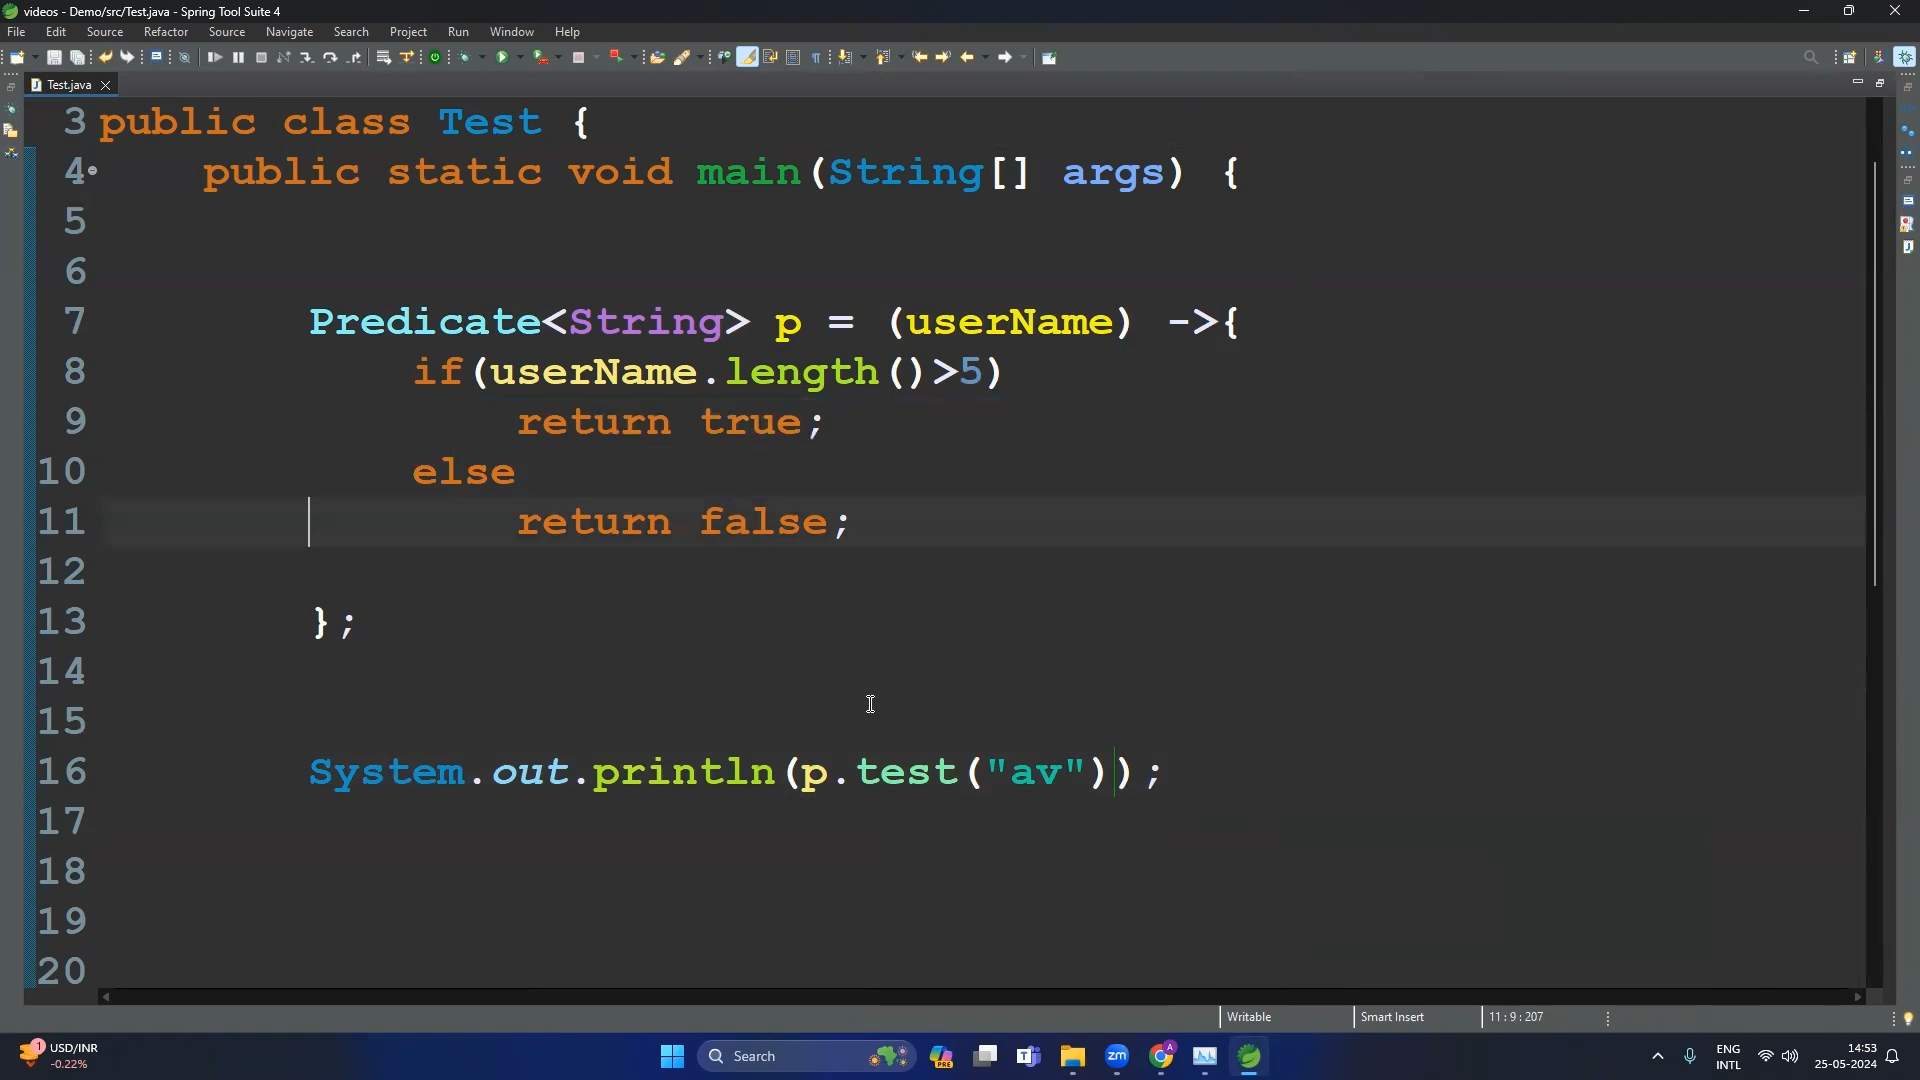 videos - Demo/src/Test.java - Spring Tool Suite 4
File Edit Source Refactor Source Navigate Search Project Run Window Help
Test.java
3 public class Test {
4 public static void main(String[] args) {
5
6
7 Predicate<String> p = (userName) ->{
8 if(userName.length()>5)
9 return true;
10 else
11 return false;
12
13 };
14
15
16 System.out.println(p.test("av"));
17
18
19
20
Writable Smart Insert 11 : 9 : 207
1 USD/INR
-0.22%
Search
PRE
zm
A
ENG
INTL
14:53
25-05-2024